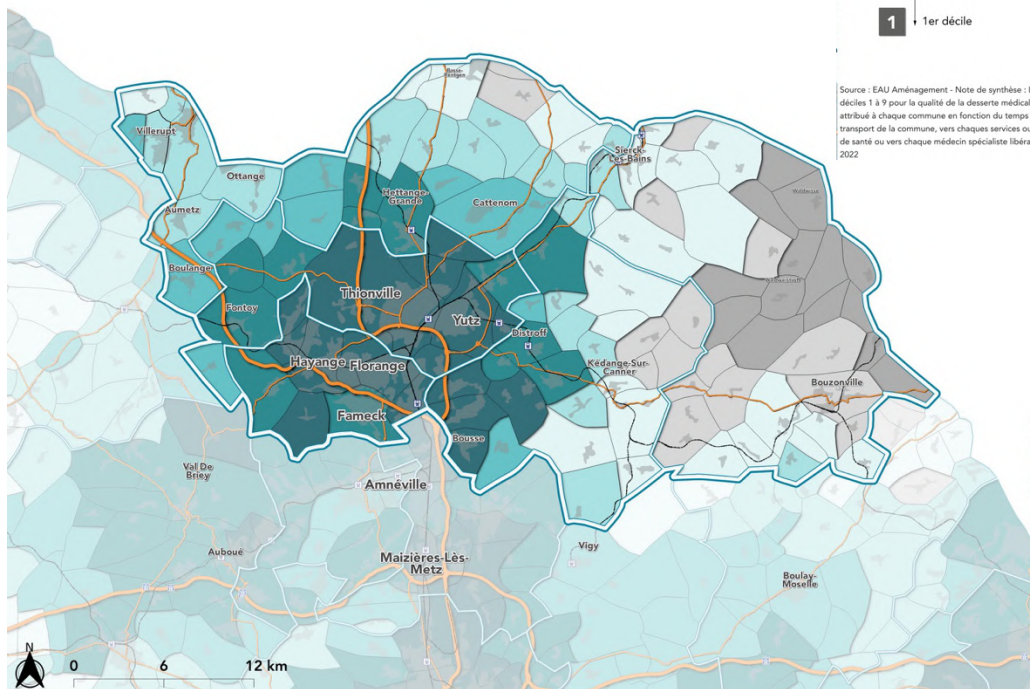 1
1er décile
Source : EAU Aménagement - Note de synthèse :
déciles 1 à 9 pour la qualité de la desserte médical
attribué à chaque commune en fonction du temps
transport de la commune, vers chaques services o
de santé ou vers chaque médecin spécialiste libéra
2022
Villerupt
Sierck-
Les-Bains
Ottange
Hettange-
Grande
Cattenom
Aumetz
Boulange
Thionville
Fontoy
Yutz
Distroff
Hayange
Florange
Kédange-Sur-
Canner
Bouzonville
Fameck
Bousse
Val De
Briey
Amnéville
Auboué
Maizières-Lès-
Metz
Vigy
Boulay-
Moselle
N
0
6
12 km